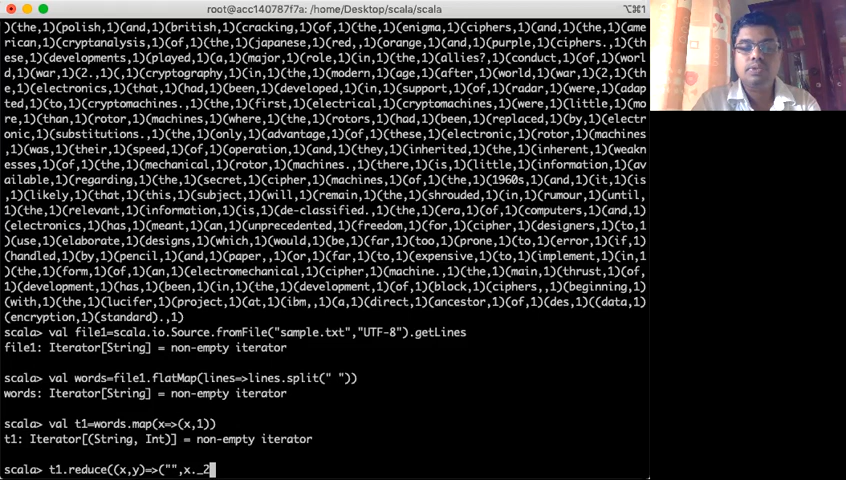 root@acc140787f7a: /home/Desktop/scala/scala
⌥⌘1
)(the,1)(polish,1)(and,1)(british,1)(cracking,1)(of,1)(the,1)(enigma,1)(ciphers,1)(and,1)(the,1)(ame
rican,1)(cryptanalysis,1)(of,1)(the,1)(japanese,1)(red,,1)(orange,1)(and,1)(purple,1)(ciphers.,1)(th
ese,1)(developments,1)(played,1)(a,1)(major,1)(role,1)(in,1)(the,1)(allies?,1)(conduct,1)(of,1)(worl
d,1)(war,1)(2.,1)(,1)(cryptography,1)(in,1)(the,1)(modern,1)(age,1)(after,1)(world,1)(war,1)(2,1)(th
e,1)(electronics,1)(that,1)(had,1)(been,1)(developed,1)(in,1)(support,1)(of,1)(radar,1)(were,1)(adap
ted,1)(to,1)(cryptomachines.,1)(the,1)(first,1)(electrical,1)(cryptomachines,1)(were,1)(little,1)(mo
re,1)(than,1)(rotor,1)(machines,1)(where,1)(the,1)(rotors,1)(had,1)(been,1)(replaced,1)(by,1)(electr
onic,1)(substitutions.,1)(the,1)(only,1)(advantage,1)(of,1)(these,1)(electronic,1)(rotor,1)(machines
,1)(was,1)(their,1)(speed,1)(of,1)(operation,1)(and,1)(they,1)(inherited,1)(the,1)(inherent,1)(weakn
esses,1)(of,1)(the,1)(mechanical,1)(rotor,1)(machines.,1)(there,1)(is,1)(little,1)(information,1)(av
ailable,1)(regarding,1)(the,1)(secret,1)(cipher,1)(machines,1)(of,1)(the,1)(1960s,1)(and,1)(it,1)(is
,1)(likely,1)(that,1)(this,1)(subject,1)(will,1)(remain,1)(the,1)(shrouded,1)(in,1)(rumour,1)(until,
1)(the,1)(relevant,1)(information,1)(is,1)(de-classified.,1)(the,1)(era,1)(of,1)(computers,1)(and,1)
(electronics,1)(has,1)(meant,1)(an,1)(unprecedented,1)(freedom,1)(for,1)(cipher,1)(designers,1)(to,1
)(use,1)(elaborate,1)(designs,1)(which,1)(would,1)(be,1)(far,1)(too,1)(prone,1)(to,1)(error,1)(if,1)
(handled,1)(by,1)(pencil,1)(and,1)(paper,,1)(or,1)(far,1)(to,1)(expensive,1)(to,1)(implement,1)(in,1
)(the,1)(form,1)(of,1)(an,1)(electromechanical,1)(cipher,1)(machine.,1)(the,1)(main,1)(thrust,1)(of,
1)(development,1)(has,1)(been,1)(in,1)(the,1)(development,1)(of,1)(block,1)(ciphers,,1)(beginning,1)
(with,1)(the,1)(lucifer,1)(project,1)(at,1)(ibm,,1)(a,1)(direct,1)(ancestor,1)(of,1)(des,1)((data,1)
(encryption,1)(standard).,1)
scala> val file1=scala.io.Source.fromFile("sample.txt","UTF-8").getLines
file1: Iterator[String] = non-empty iterator
scala> val words=file1.flatMap(lines=>lines.split(" "))
words: Iterator[String] = non-empty iterator
scala> val t1=words.map(x=>(x,1))
t1: Iterator[(String, Int)] = non-empty iterator
scala> t1.reduce((x,y)=>("",x._2